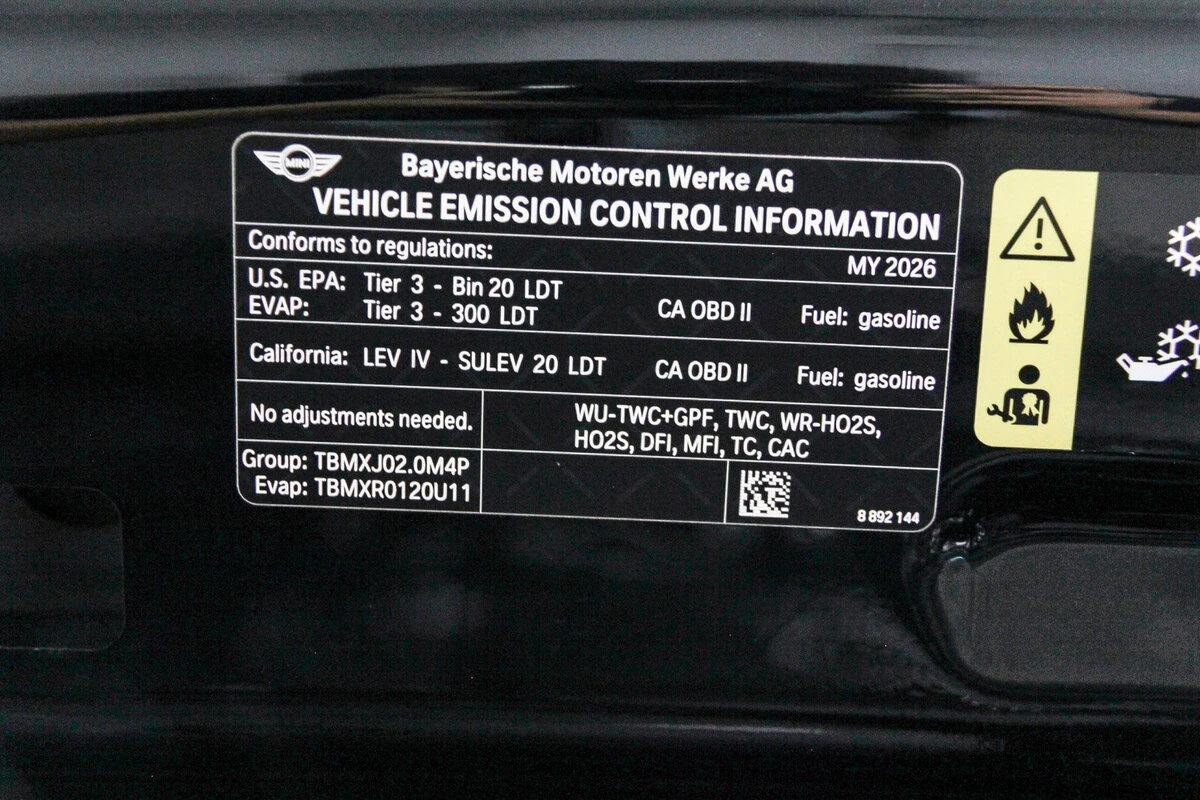 MINI
Bayerische Motoren Werke AG
VEHICLE EMISSION CONTROL INFORMATION
Conforms to regulations:
MY 2026
U.S. EPA: Tier 3 - Bin 20 LDT
EVAP: Tier 3 - 300 LDT
CA OBD II
Fuel: gasoline
California: LEV IV - SULEV 20 LDT
CA OBD II
Fuel: gasoline
No adjustments needed.
WU-TWC+GPF, TWC, WR-HO2S,
HO2S, DFI, MFI, TC, CAC
Group: TBMXJ02.0M4P
Evap: TBMXR0120U11
8 892 144